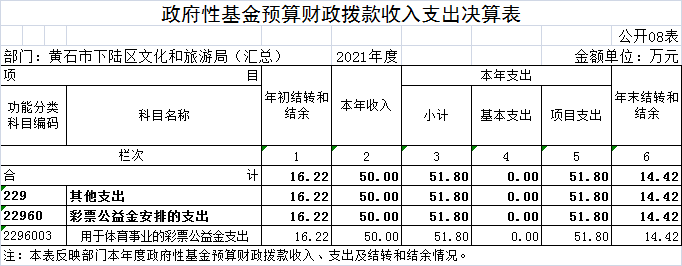 政府性基金预算财政拨款收入支出决算表
公开08表
部门：黄石市下陆区文化和旅游局（汇总） 2021年度 金额单位：万元
项 目 年初结转和结余 本年收入 本年支出 年末结转和结余
功能分类科目编码 科目名称 小计 基本支出 项目支出
栏次 1 2 3 4 5 6
合 计 16.22 50.00 51.80 0.00 51.80 14.42
229 其他支出 16.22 50.00 51.80 0.00 51.80 14.42
22960 彩票公益金安排的支出 16.22 50.00 51.80 0.00 51.80 14.42
2296003 用于体育事业的彩票公益金支出 16.22 50.00 51.80 0.00 51.80 14.42
注：本表反映部门本年度政府性基金预算财政拨款收入、支出及结转和结余情况。